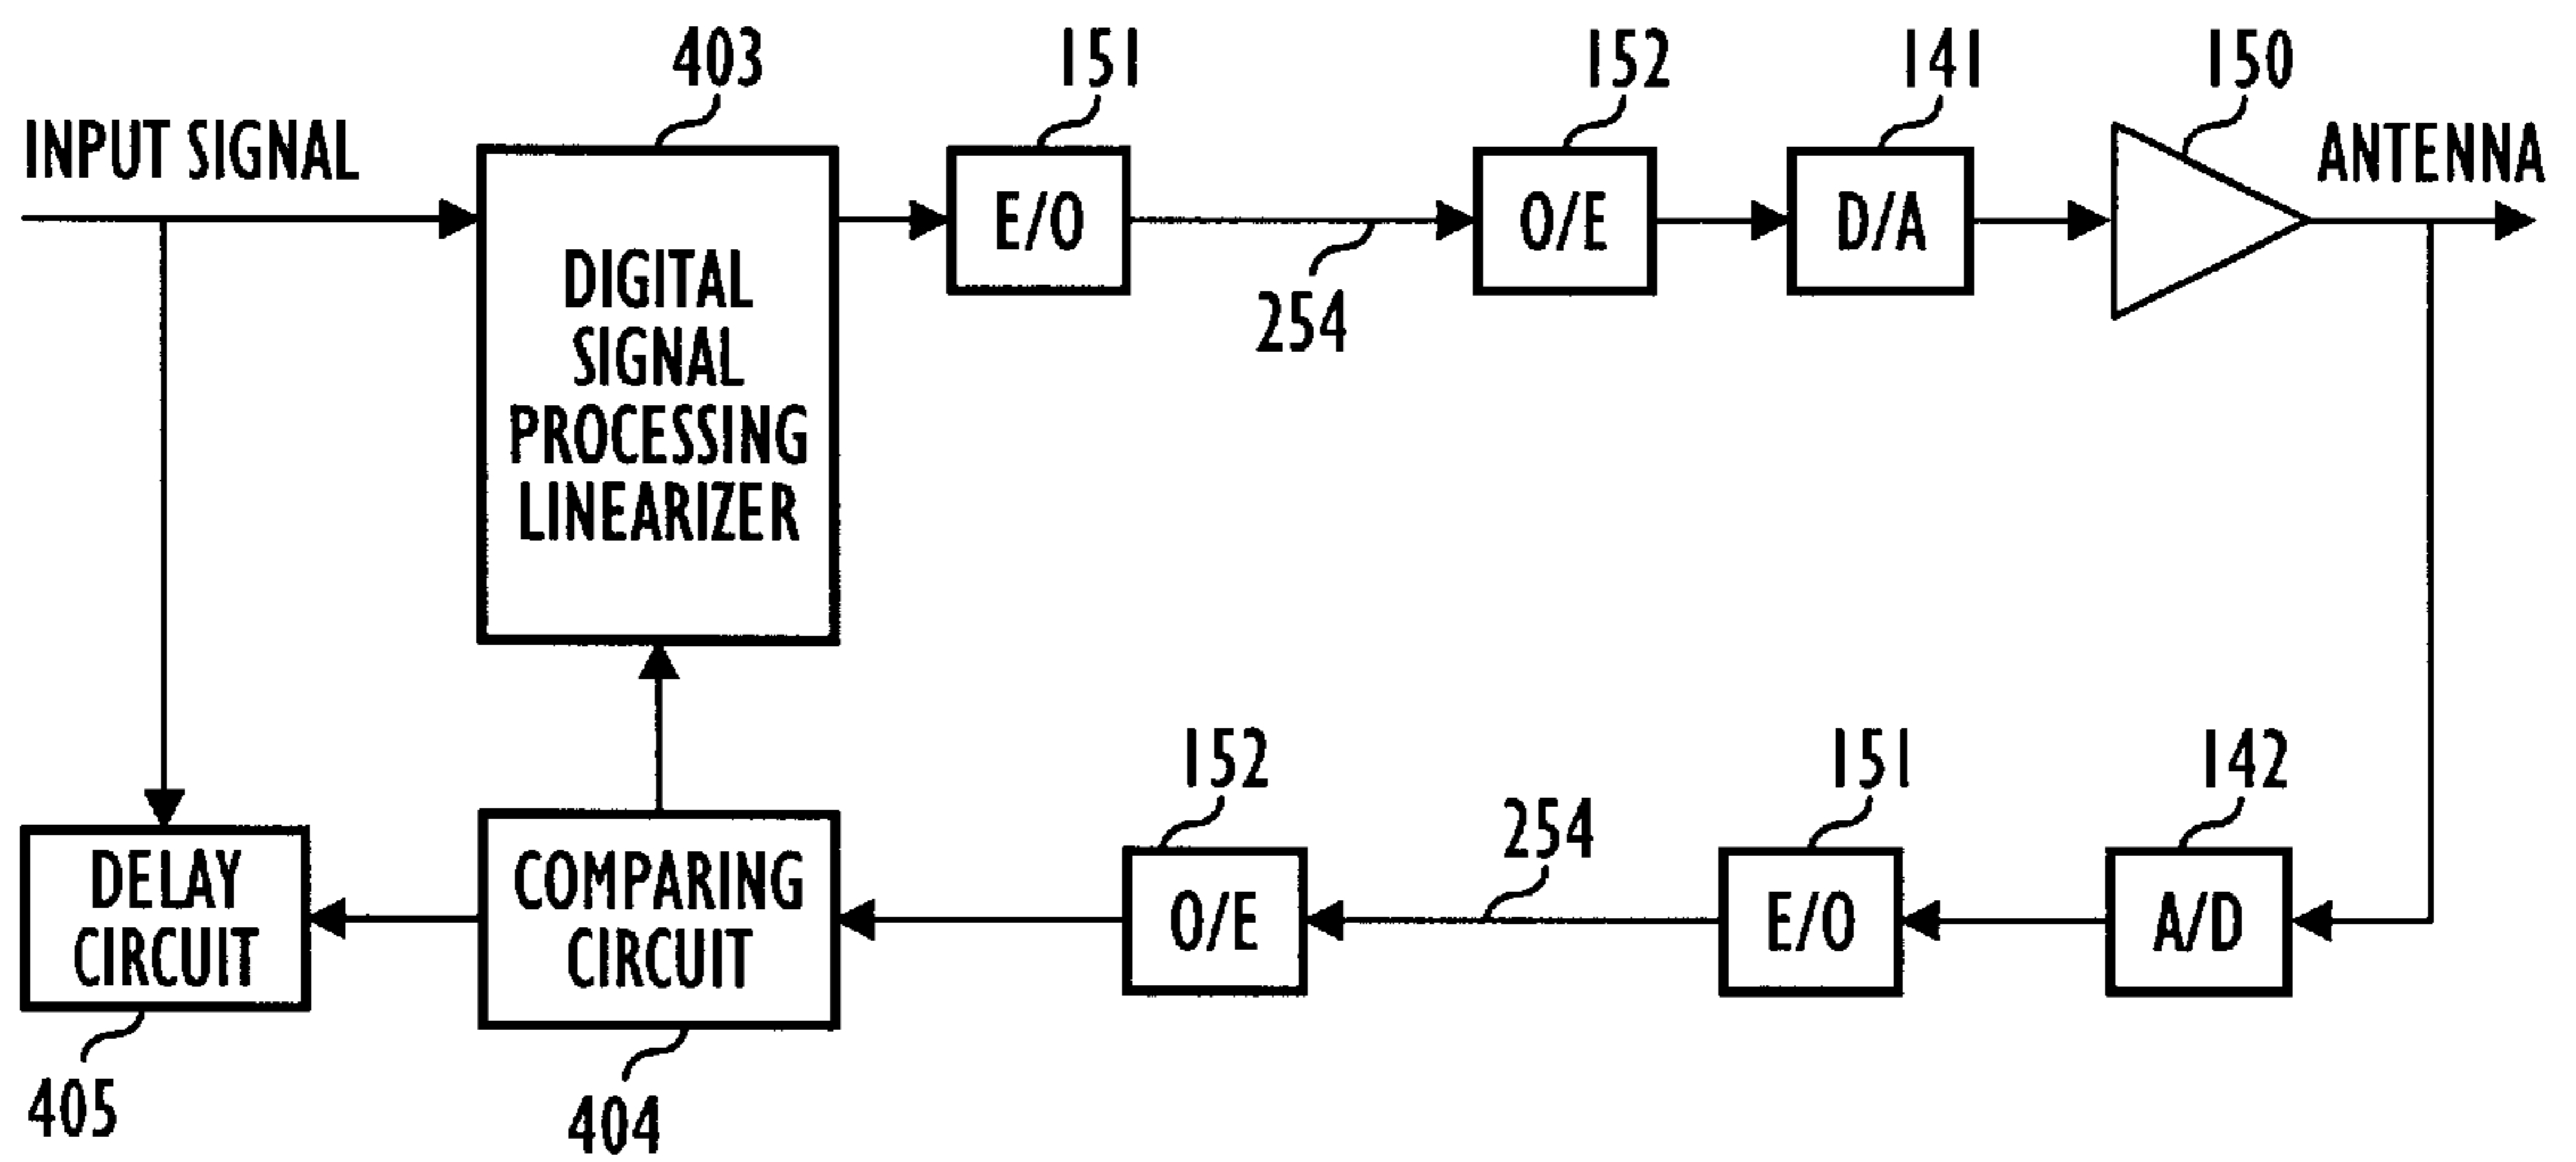 403
151
152
141
150
INPUT SIGNAL
ANTENNA
E/O
O/E
D/A
DIGITAL
SIGNAL
PROCESSING
LINEARIZER
254
152
151
142
254
DELAY
CIRCUIT
COMPARING
CIRCUIT
O/E
E/O
A/D
405
404